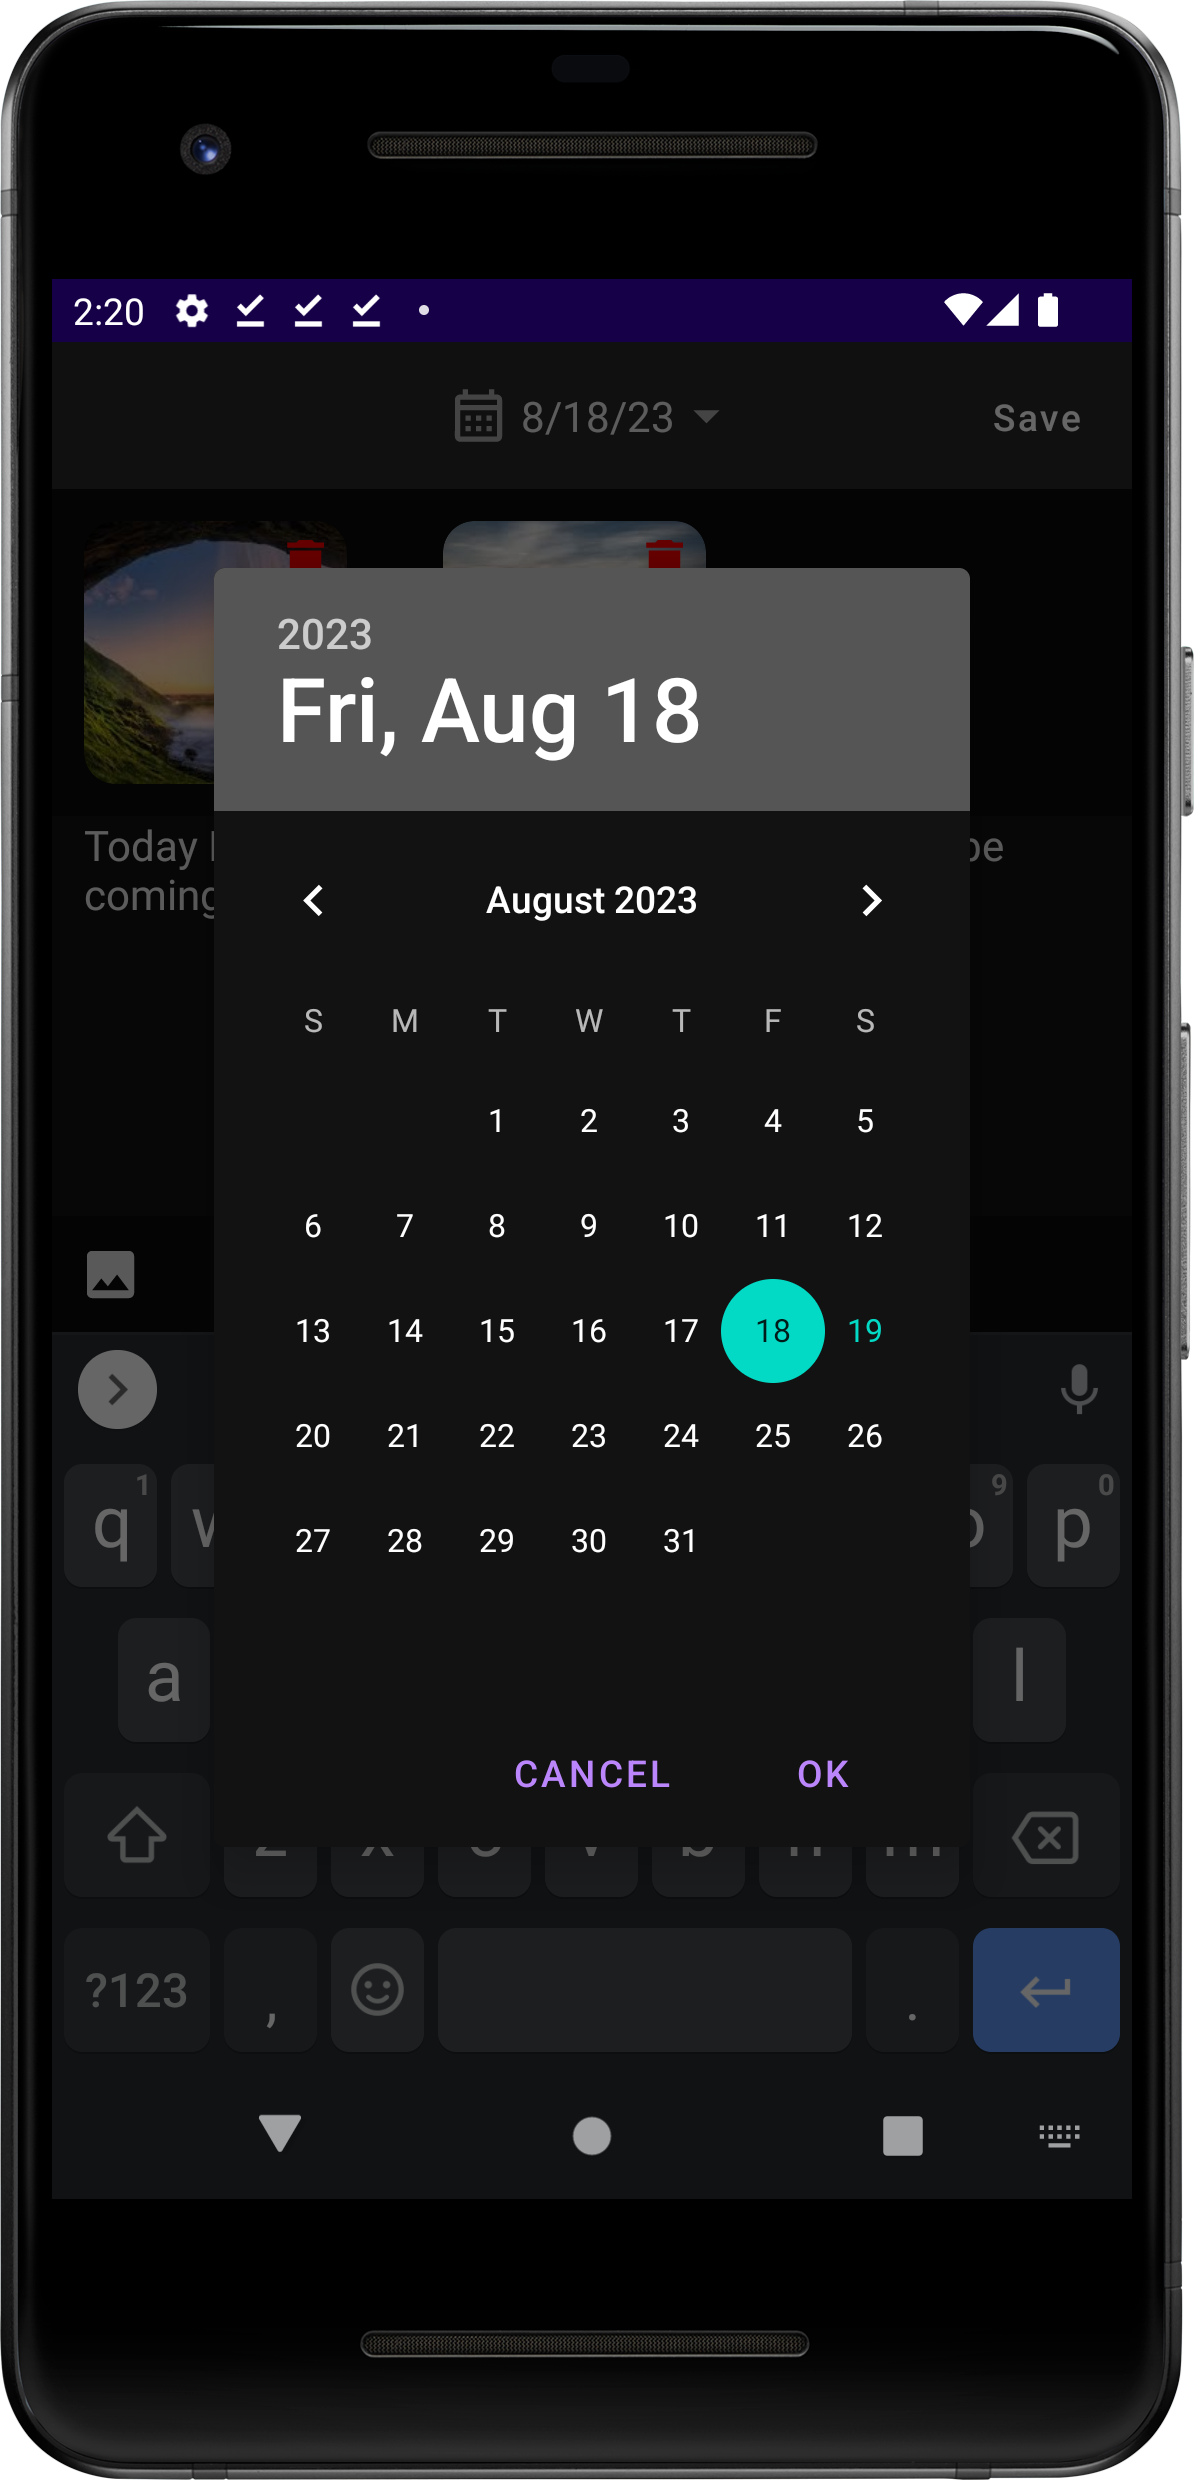 2:20
8/18/23
Save
2023
Fri, Aug 18
Today
coming
August 2023
S M T W T F S
1 2 3 4 5
6 7 8 9 10 11 12
13 14 15 16 17 18 19
20 21 22 23 24 25 26
27 28 29 30 31
CANCEL OK
q 1 9 p 0
a l
?123 , .